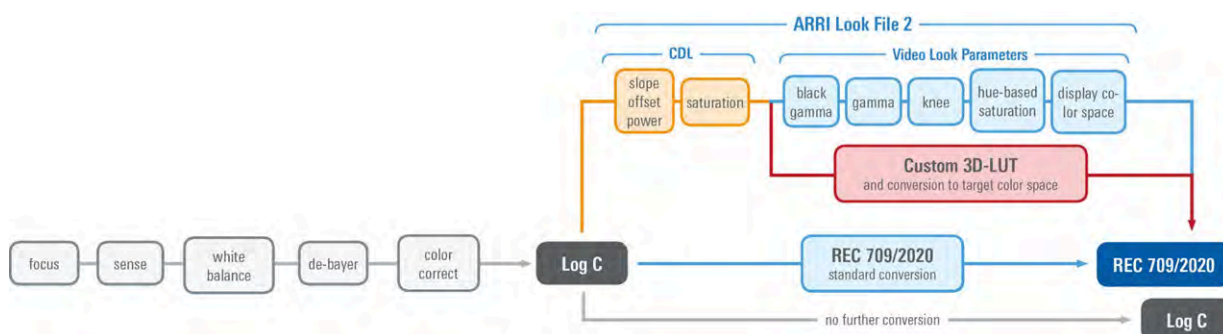 ARRI Look File 2
CDL
Video Look Parameters
slope
offset
power
saturation
black
gamma
gamma
knee
hue-based
saturation
display co-
lor space
Custom 3D-LUT
and conversion to target color space
focus
sense
white
balance
de-bayer
color
correct
Log C
REC 709/2020
standard conversion
REC 709/2020
no further conversion
Log C